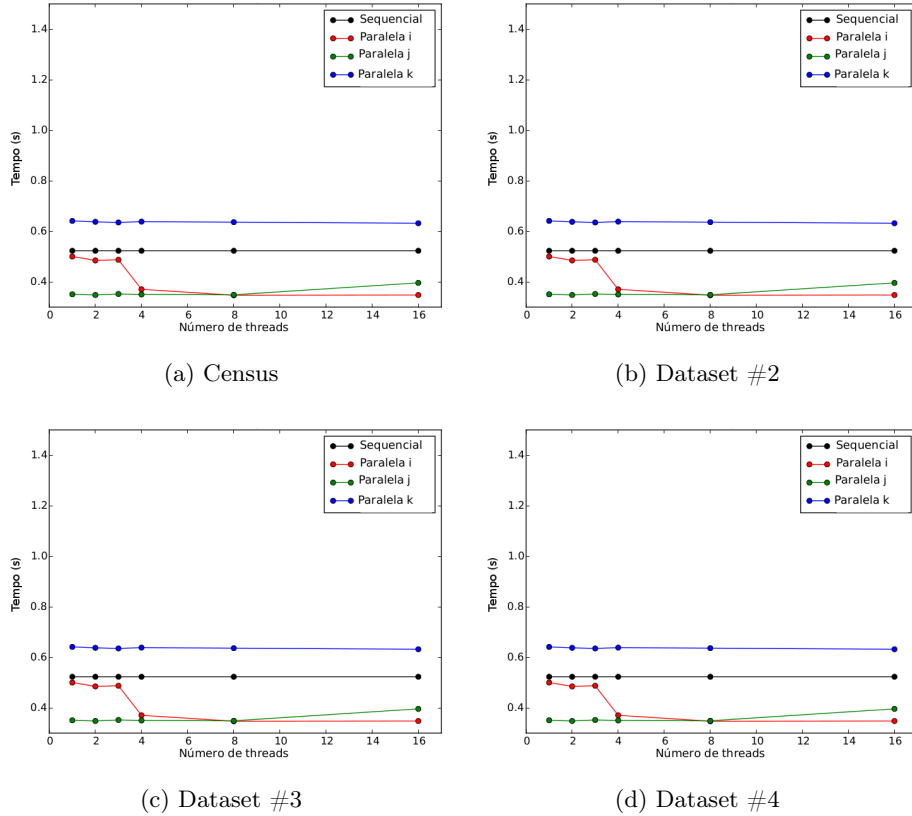 1.4
1.2
1.0
0.8
0.6
0.4
Tempo (s)
0 2 4 6 8 10 12 14 16
Número de threads
Sequencial
Paralela i
Paralela j
Paralela k
(a) Census
1.4
1.2
1.0
0.8
0.6
0.4
Tempo (s)
0 2 4 6 8 10 12 14 16
Número de threads
Sequencial
Paralela i
Paralela j
Paralela k
(b) Dataset #2
1.4
1.2
1.0
0.8
0.6
0.4
Tempo (s)
0 2 4 6 8 10 12 14 16
Número de threads
Sequencial
Paralela i
Paralela j
Paralela k
(c) Dataset #3
1.4
1.2
1.0
0.8
0.6
0.4
Tempo (s)
0 2 4 6 8 10 12 14 16
Número de threads
Sequencial
Paralela i
Paralela j
Paralela k
(d) Dataset #4